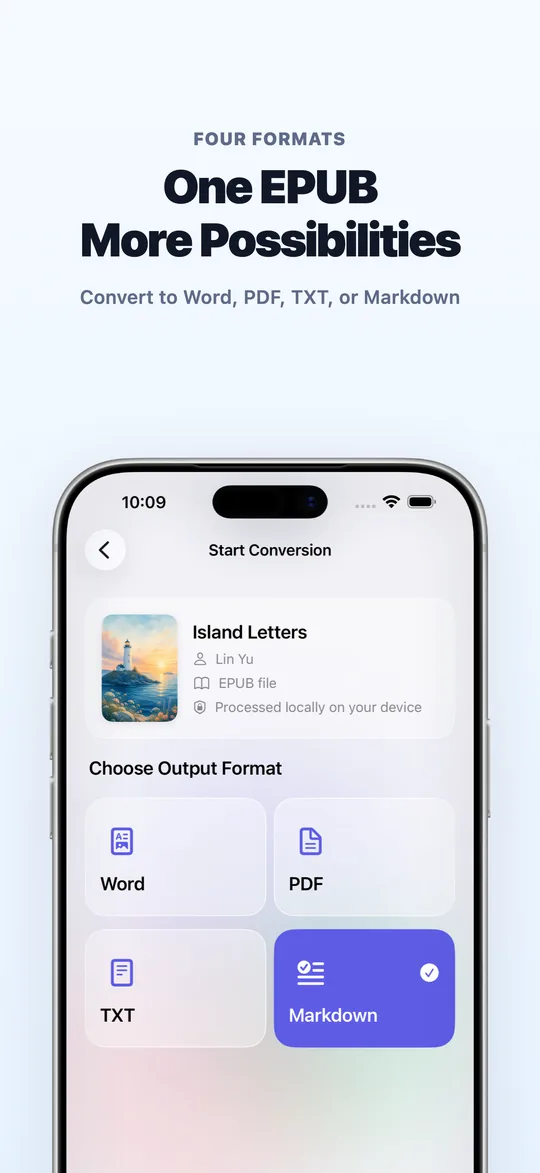 FOUR FORMATS
One EPUB
More Possibilities
Convert to Word, PDF, TXT, or Markdown
10:09
Start Conversion
Island Letters
Lin Yu
EPUB file
Processed locally on your device
Choose Output Format
Word
PDF
TXT
Markdown